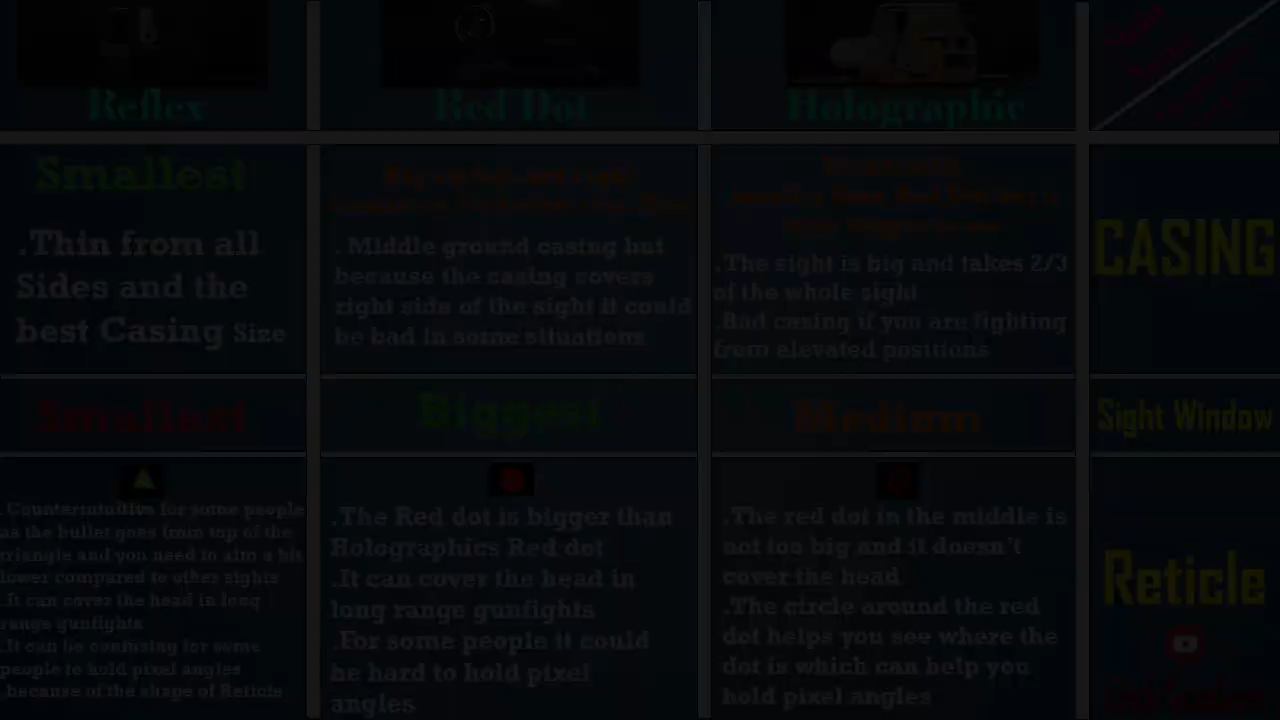 Reflex
Red Dot
Holographic
Smallest
.Thin from all
Sides and the
best Casing Size
. Middle ground casing but
because the casing covers
right side of the sight it could
be bad in some situations
.The sight is big and takes 2/3
of the whole sight
.Bad casing if you are fighting
from elevated positions
CASING
Smallest
Biggest
Medium
Sight Window
.Counterintuitive for some people
as the bullet goes from top of the
triangle and you need to aim a bit
lower compared to other sights
.It can cover the head in long
range gunfights
.It can be confusing for some
people to hold pixel angles
.because of the shape of Reticle
.The Red dot is bigger than
Holographics Red dot
.It can cover the head in
long range gunfights
.For some people it could
be hard to hold pixel
angles
.The red dot in the middle is
not too big and it doesn't
cover the head
.The circle around the red
dot helps you see where the
dot is which can help you
hold pixel angles
Reticle